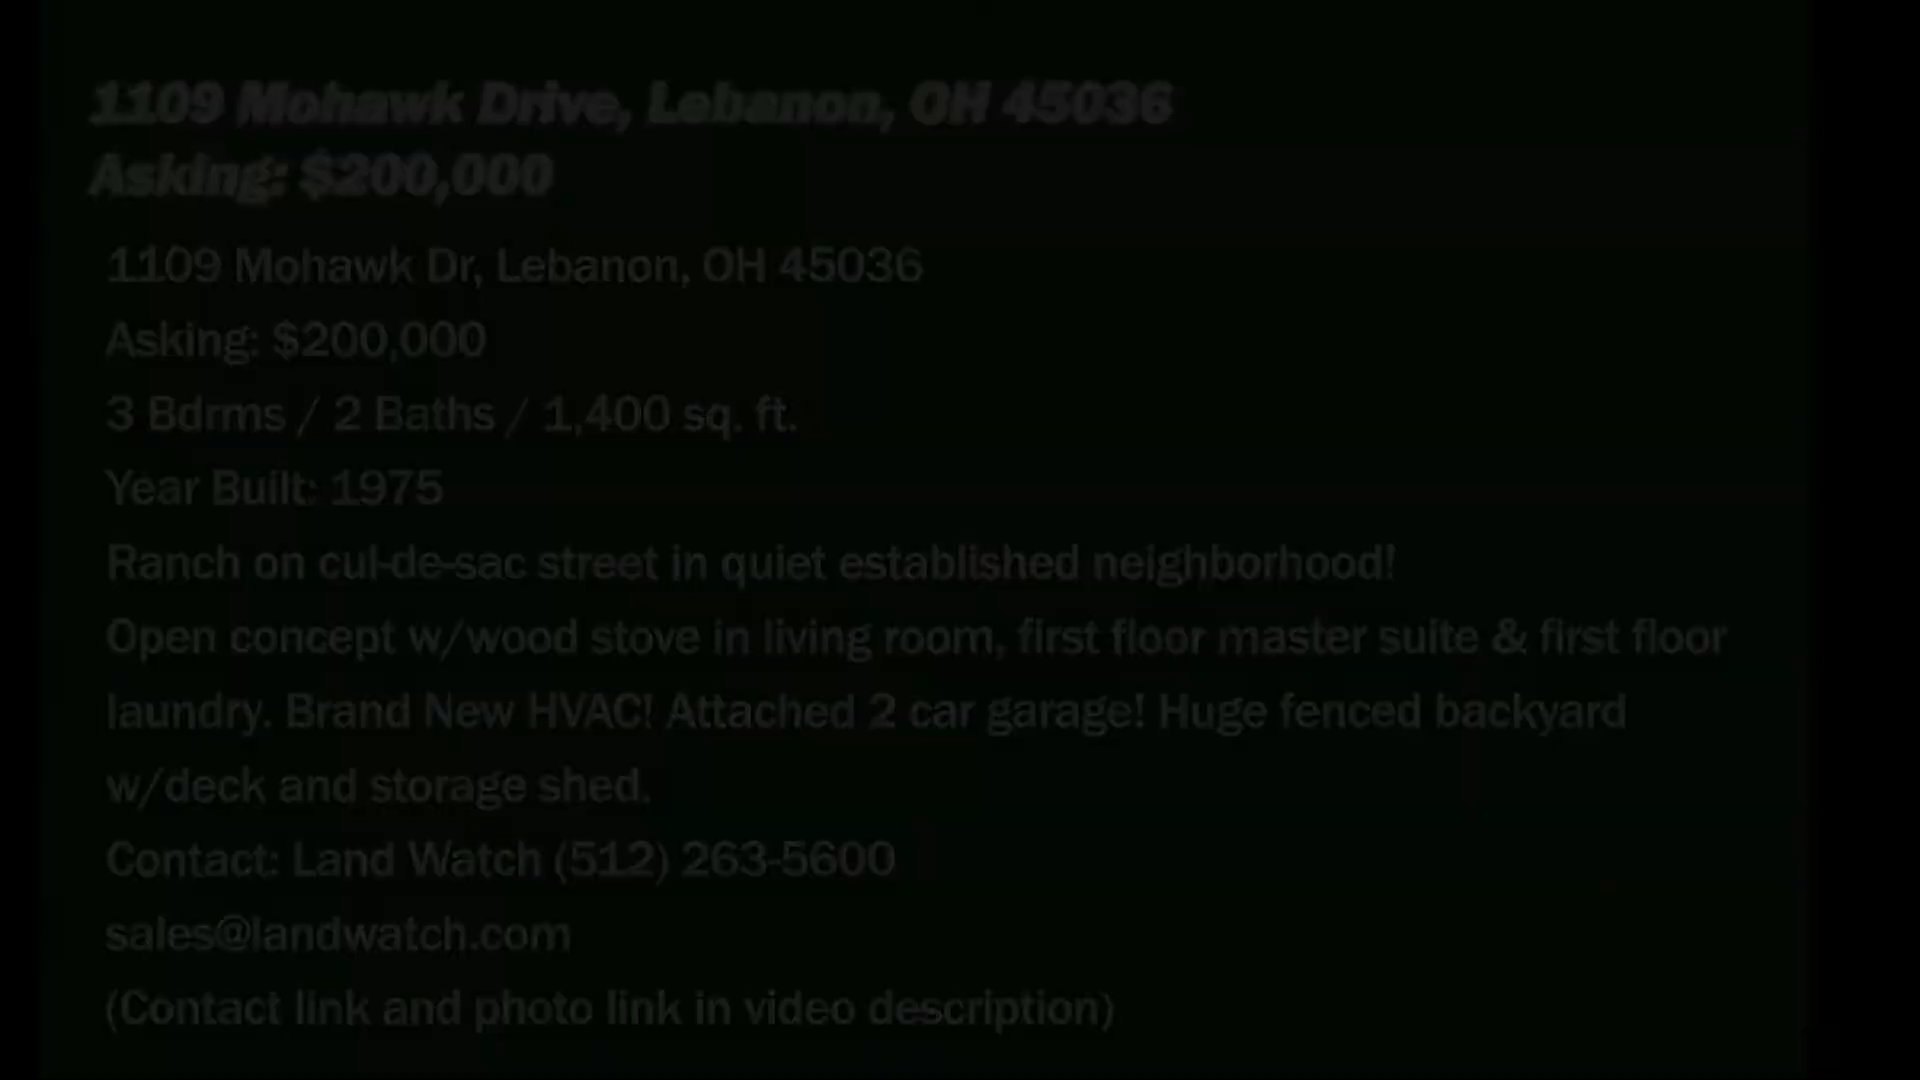 1109 Mohawk Drive, Lebanon, OH 45036
Asking: $200,000
1109 Mohawk Dr, Lebanon, OH 45036
Asking: $200,000
3 Bdrms / 2 Baths / 1,400 sq. ft.
Year Built: 1975
Ranch on cul-de-sac street in quiet established neighborhood!
Open concept w/wood stove in living room, first floor master suite & first floor
laundry. Brand New HVAC! Attached 2 car garage! Huge fenced backyard
w/deck and storage shed.
Contact: Land Watch (512) 263-5600
sales@landwatch.com
(Contact link and photo link in video description)